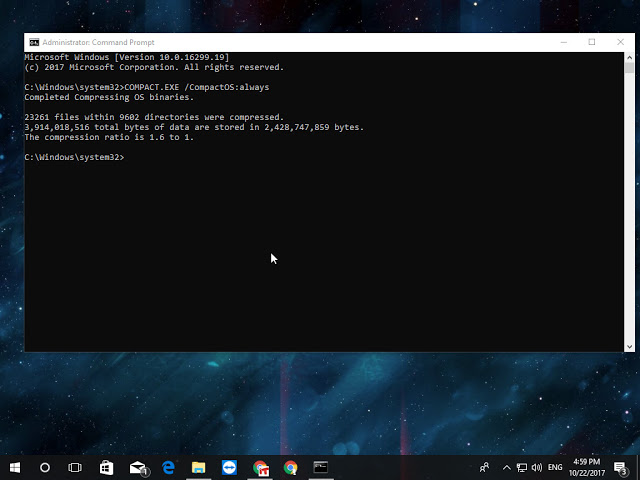 Administrator: Command Prompt
Microsoft Windows [Version 10.0.16299.19]
(c) 2017 Microsoft Corporation. All rights reserved.
C:\Windows\system32>COMPACT.EXE /CompactOS:always
Completed Compressing OS binaries.
23261 files within 9602 directories were compressed.
3,914,018,516 total bytes of data are stored in 2,428,747,859 bytes.
The compression ratio is 1.6 to 1.
C:\Windows\system32>
ENG
4:59 PM
10/22/2017
3